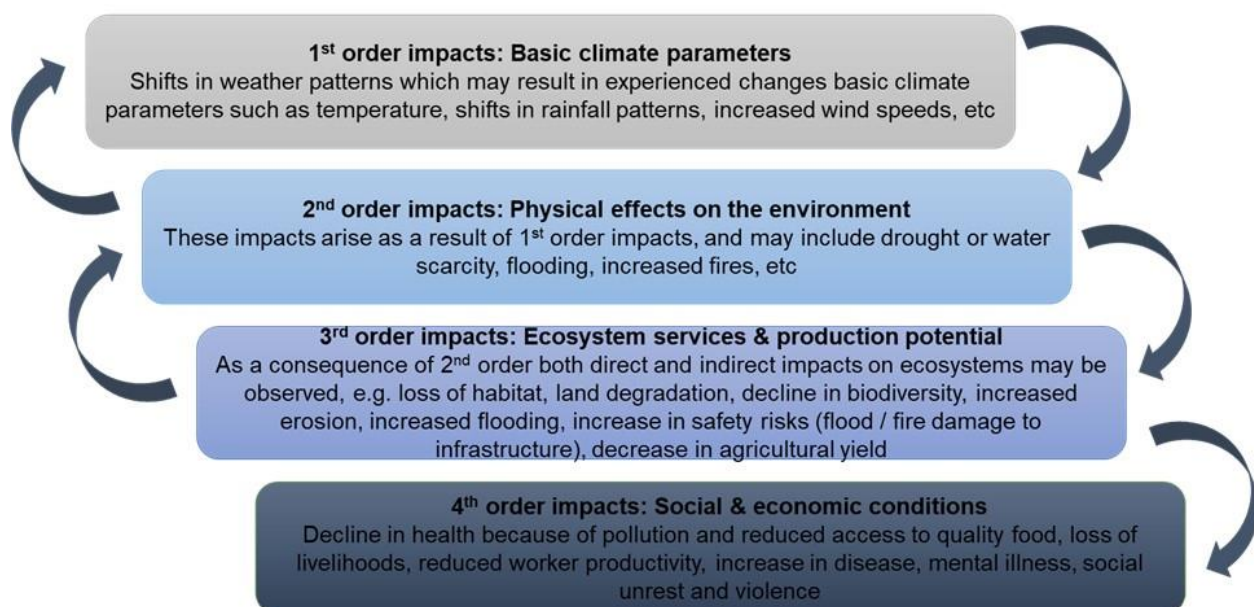 1st order impacts: Basic climate parameters
Shifts in weather patterns which may result in experienced changes basic climate
parameters such as temperature, shifts in rainfall patterns, increased wind speeds, etc
2nd order impacts: Physical effects on the environment
These impacts arise as a result of 1st order impacts, and may include drought or water
scarcity, flooding, increased fires, etc
3rd order impacts: Ecosystem services & production potential
As a consequence of 2nd order both direct and indirect impacts on ecosystems may be
observed, e.g. loss of habitat, land degradation, decline in biodiversity, increased
erosion, increased flooding, increase in safety risks (flood / fire damage to
infrastructure), decrease in agricultural yield
4th order impacts: Social & economic conditions
Decline in health because of pollution and reduced access to quality food, loss of
livelihoods, reduced worker productivity, increase in disease, mental illness, social
unrest and violence